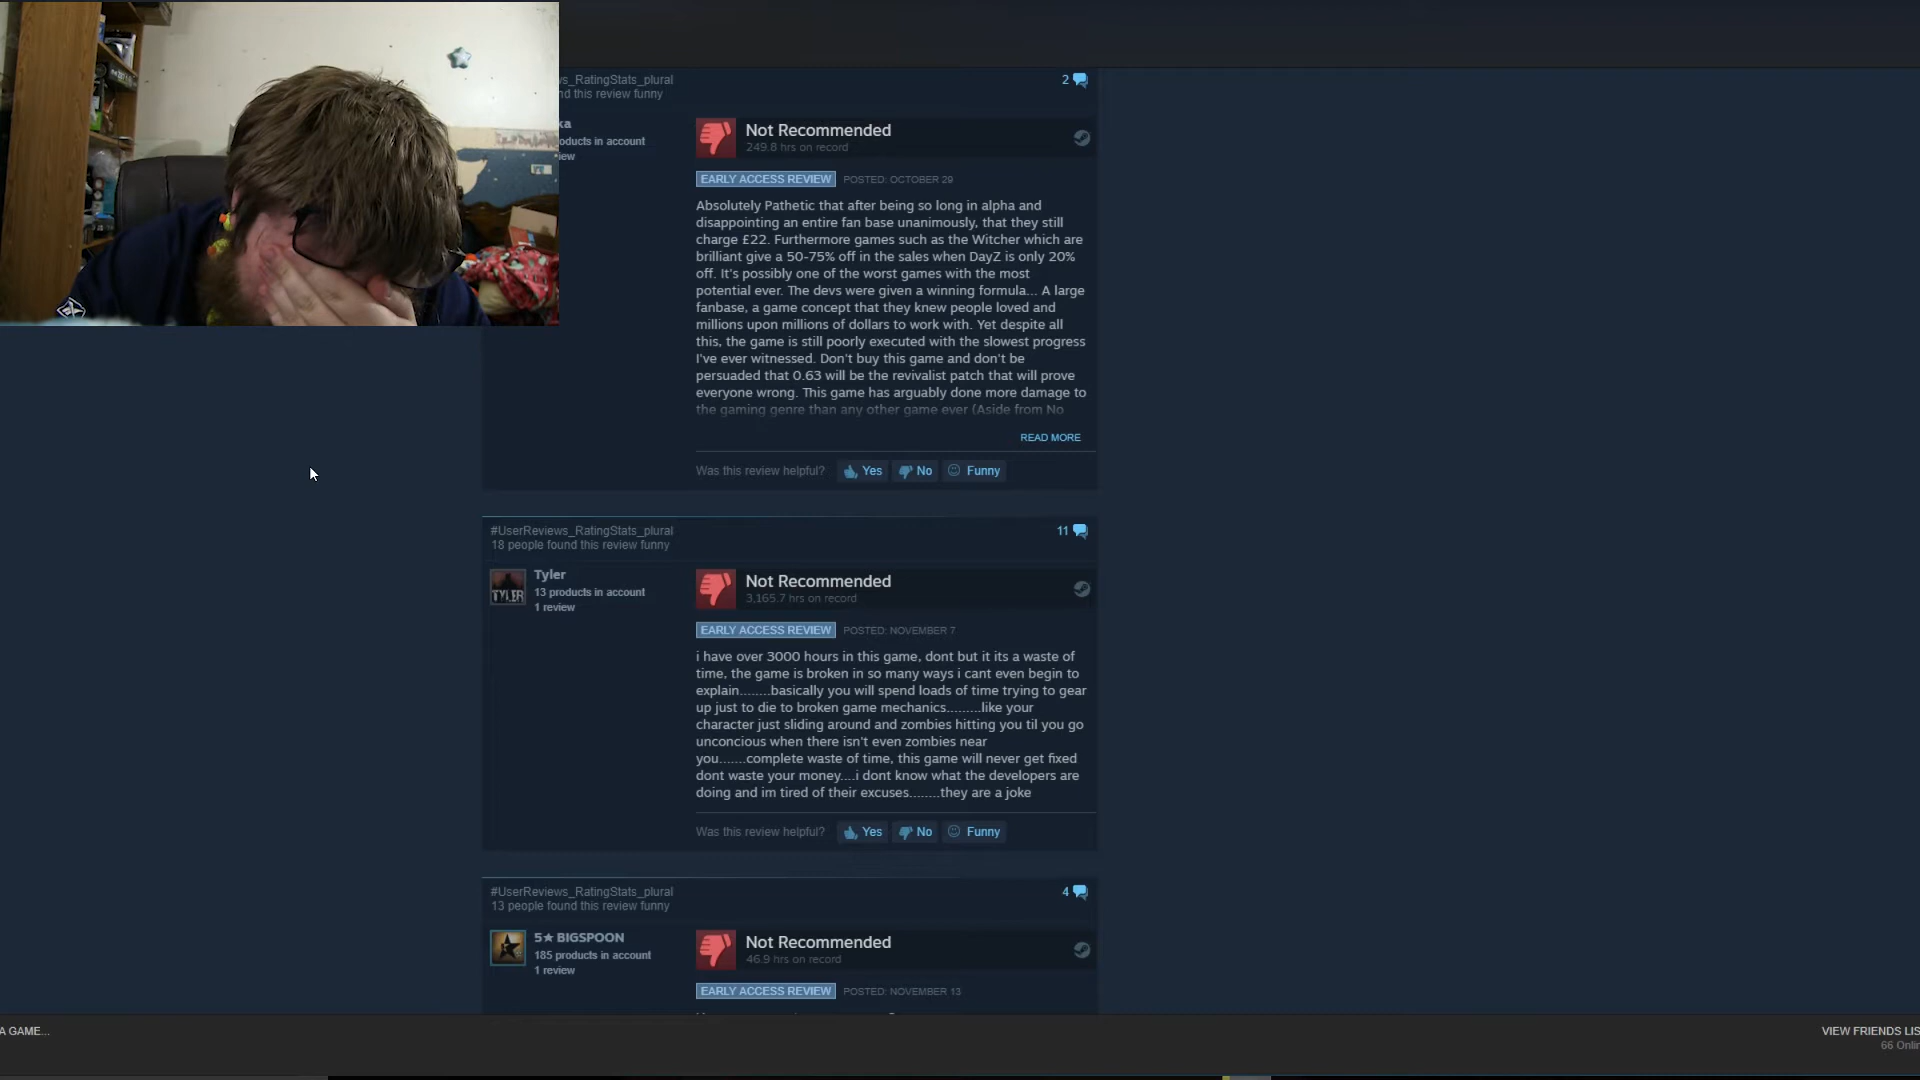 ws_RatingStats_plural
nd this review funny
2
ka
oducts in account
iew
Not Recommended
249.8 hrs on record
EARLY ACCESS REVIEW POSTED: OCTOBER 29
Absolutely Pathetic that after being so long in alpha and
disappointing an entire fan base unanimously, that they still
charge £22. Furthermore games such as the Witcher which are
brilliant give a 50-75% off in the sales when DayZ is only 20%
off. It's possibly one of the worst games with the most
potential ever. The devs were given a winning formula... A large
fanbase, a game concept that they knew people loved and
millions upon millions of dollars to work with. Yet despite all
this, the game is still poorly executed with the slowest progress
I've ever witnessed. Don't buy this game and don't be
persuaded that 0.63 will be the revivalist patch that will prove
everyone wrong. This game has arguably done more damage to
the gaming genre than any other game ever (Aside from No
READ MORE
Was this review helpful? Yes No Funny
#UserReviews_RatingStats_plural
18 people found this review funny
11
Tyler
13 products in account
1 review
TYLER
Not Recommended
3,165.7 hrs on record
EARLY ACCESS REVIEW POSTED: NOVEMBER 7
i have over 3000 hours in this game, dont but it its a waste of
time, the game is broken in so many ways i cant even begin to
explain........basically you will spend loads of time trying to gear
up just to die to broken game mechanics.........like your
character just sliding around and zombies hitting you til you go
unconcious when there isn't even zombies near
you.......complete waste of time, this game will never get fixed
dont waste your money....i dont know what the developers are
doing and im tired of their excuses........they are a joke
Was this review helpful? Yes No Funny
#UserReviews_RatingStats_plural
13 people found this review funny
4
5★ BIGSPOON
185 products in account
1 review
Not Recommended
46.9 hrs on record
EARLY ACCESS REVIEW POSTED: NOVEMBER 13
A GAME...
VIEW FRIENDS LIS
66 Onlin